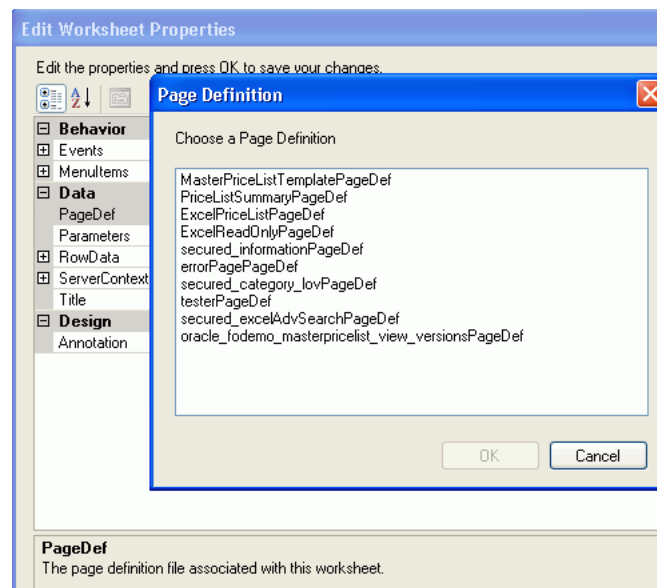 Edit Worksheet Properties
Edit the properties and press OK to save your changes.
Page Definition
Choose a Page Definition
MasterPriceListTemplatePageDef
PriceListSummaryPageDef
ExcelPriceListPageDef
ExcelReadOnlyPageDef
secured_informationPageDef
errorPagePageDef
secured_category_lovPageDef
testerPageDef
secured_excelAdvSearchPageDef
oracle_fodemo_masterpricelist_view_versionsPageDef
OK
Cancel
Behavior
Events
MenuItems
Data
PageDef
Parameters
RowData
ServerContext
Title
Design
Annotation
PageDef
The page definition file associated with this worksheet.